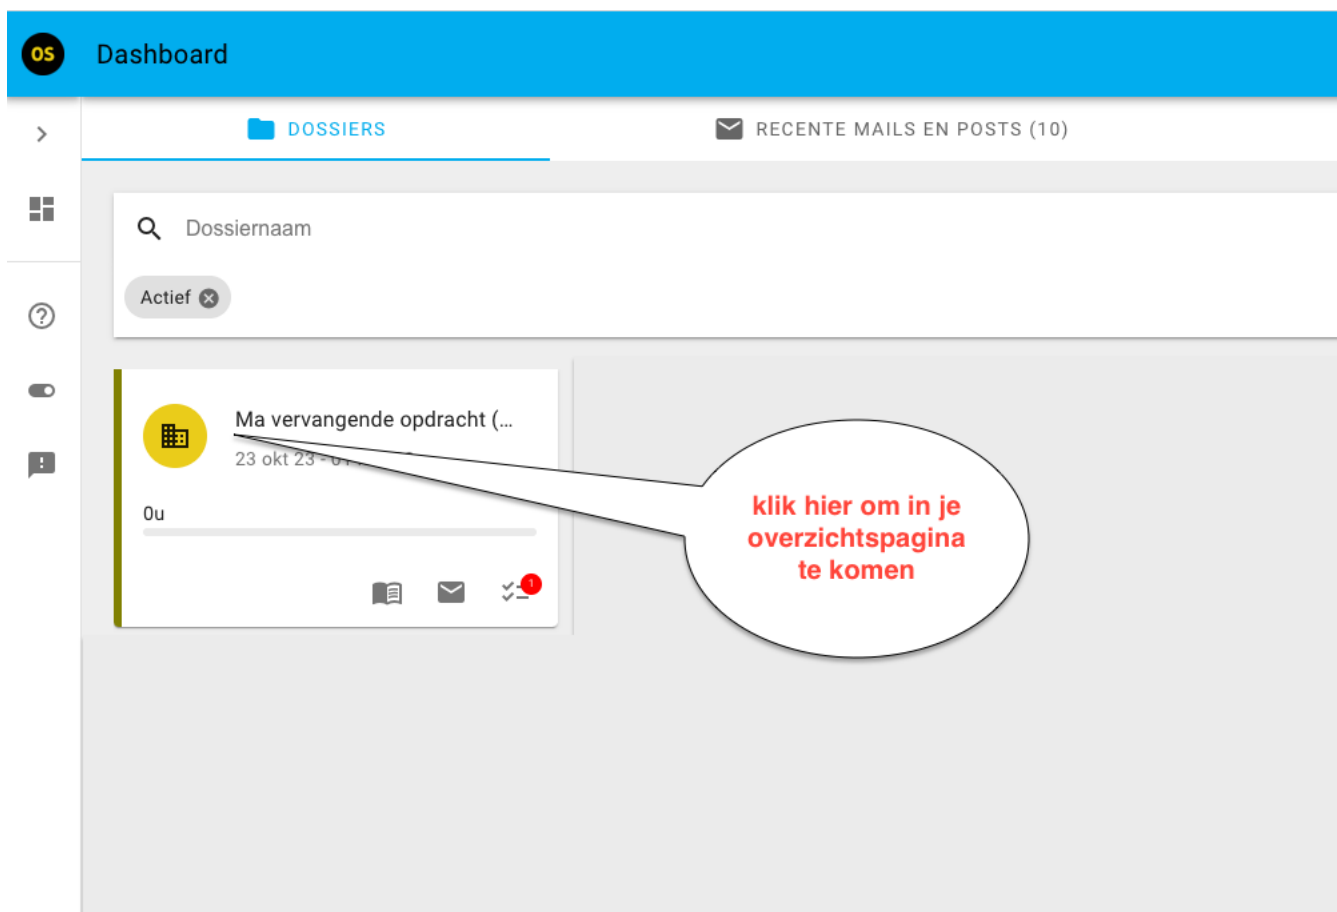 OS Dashboard
DOSSIERS RECENTE MAILS EN POSTS (10)
Dossiernaam
Actief
Ma vervangende opdracht (...
23 okt 23 -
0u
1
klik hier om in je
overzichtspagina
te komen